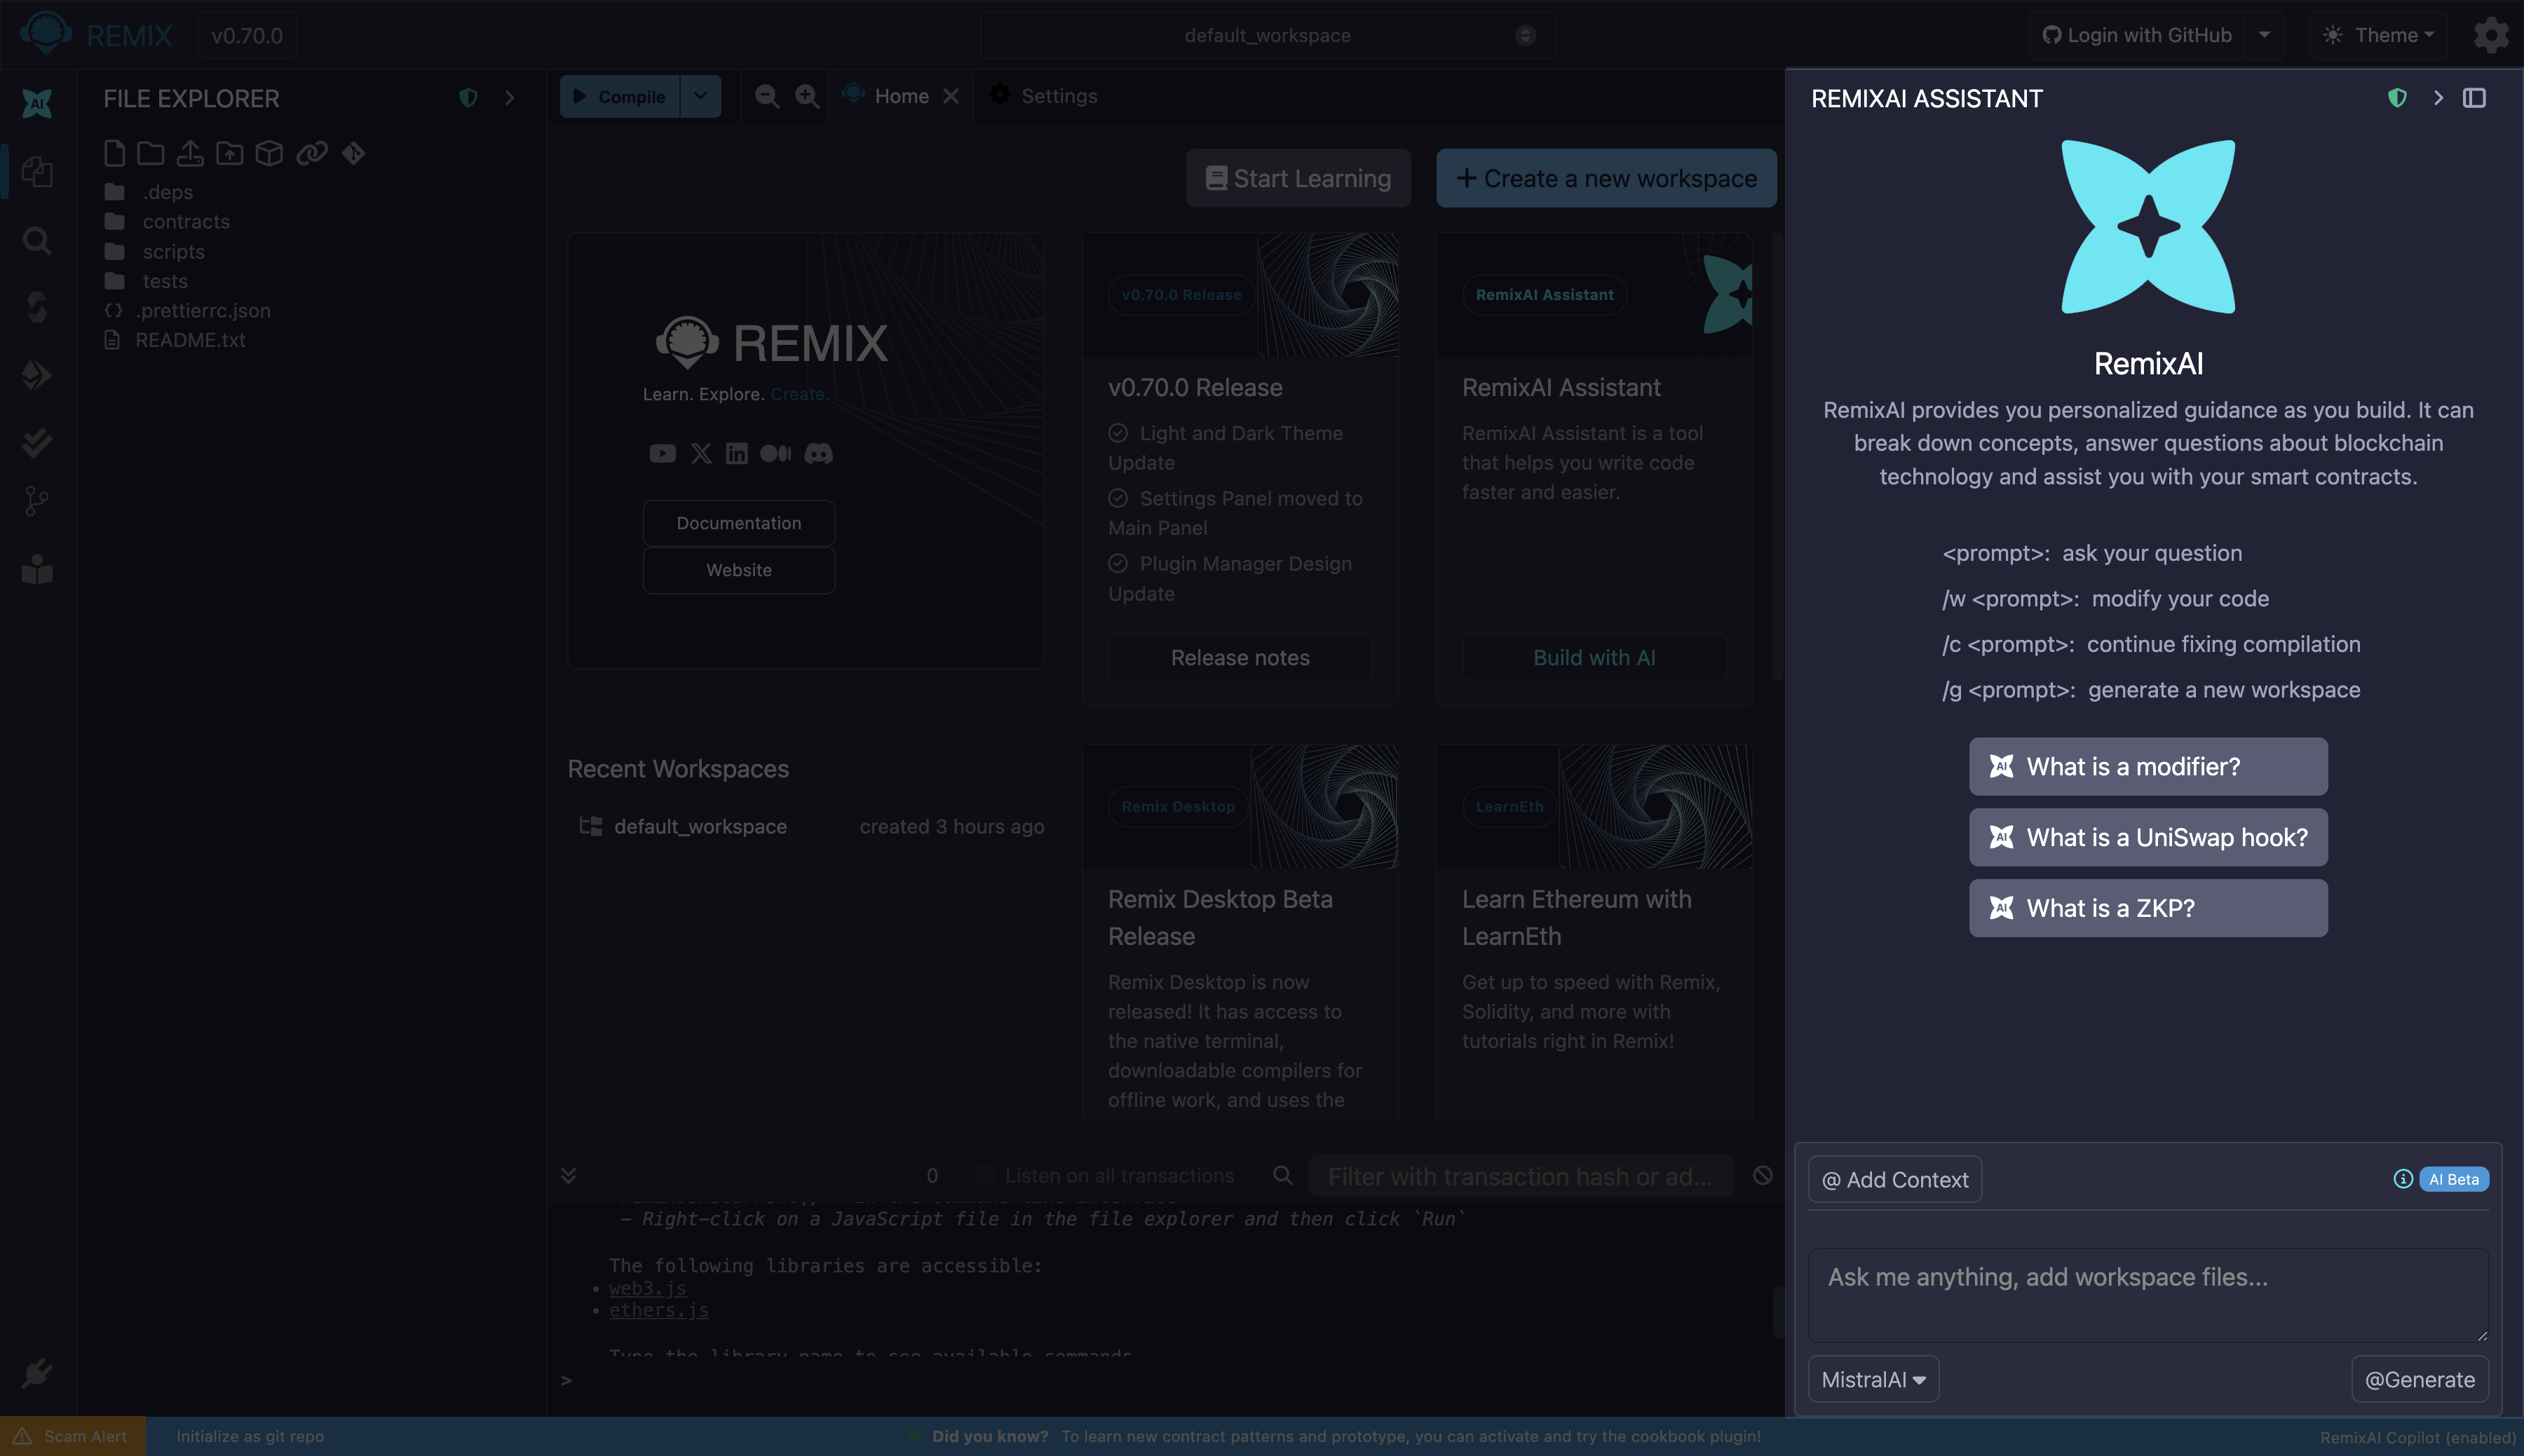 REMIX
v0.70.0
default_workspace
Login with GitHub
Theme
AI
FILE EXPLORER
.deps
contracts
scripts
tests
.prettierrc.json
README.txt
Compile
Home
Settings
Start Learning
+ Create a new workspace
REMIX
Learn. Explore. Create.
Documentation
Website
v0.70.0 Release
v0.70.0 Release
Light and Dark Theme
Update
Settings Panel moved to
Main Panel
Plugin Manager Design
Update
Release notes
RemixAI Assistant
RemixAI Assistant
RemixAI Assistant is a tool
that helps you write code
faster and easier.
Build with AI
Recent Workspaces
default_workspace
created 3 hours ago
Remix Desktop
Remix Desktop Beta
Release
Remix Desktop is now
released! It has access to
the native terminal,
downloadable compilers for
offline work, and uses the
LearnEth
Learn Ethereum with
LearnEth
Get up to speed with Remix,
Solidity, and more with
tutorials right in Remix!
0
Listen on all transactions
Filter with transaction hash or ad...
- Right-click on a JavaScript file in the file explorer and then click `Run`
The following libraries are accessible:
• web3.js
• ethers.js
Type the library name to see available commands
>
REMIXAI ASSISTANT
RemixAI
RemixAI provides you personalized guidance as you build. It can
break down concepts, answer questions about blockchain
technology and assist you with your smart contracts.
<prompt>: ask your question
/w <prompt>: modify your code
/c <prompt>: continue fixing compilation
/g <prompt>: generate a new workspace
AI What is a modifier?
AI What is a UniSwap hook?
AI What is a ZKP?
@ Add Context
AI Beta
Ask me anything, add workspace files...
MistralAI
@Generate
Scam Alert
Initialize as git repo
Did you know? To learn new contract patterns and prototype, you can activate and try the cookbook plugin!
RemixAI Copilot (enabled)